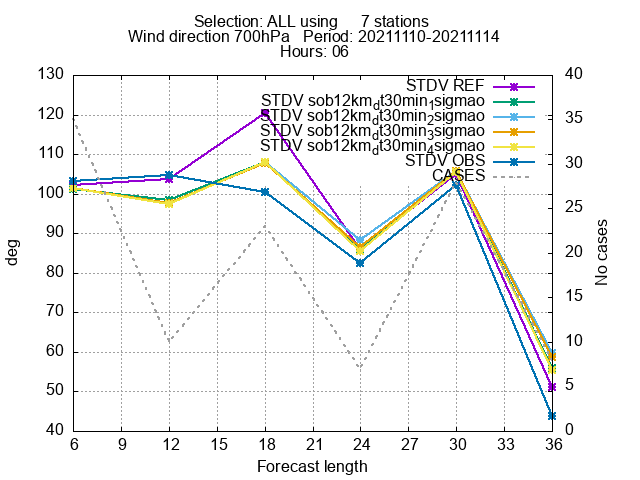 Selection: ALL using 7 stations
Wind direction 700hPa Period: 20211110-20211114
Hours: 06
130
120
110
100
90
80
70
60
50
40
deg
40
35
30
25
20
15
10
5
0
No cases
STDV REF
STDV sob12km_dt30min_1sigmao
STDV sob12km_dt30min_2sigmao
STDV sob12km_dt30min_3sigmao
STDV sob12km_dt30min_4sigmao
STDV OBS
CASES
6 9 12 15 18 21 24 27 30 33 36
Forecast length